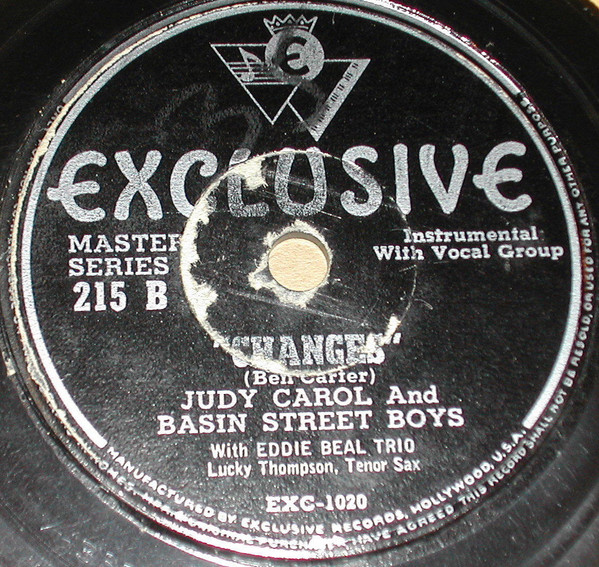 E
EXCLUSIVE
MASTER SERIES
215 B
Instrumental
With Vocal Group
"CHANGES"
(Ben Carter)
JUDY CAROL And
BASIN STREET BOYS
With EDDIE BEAL TRIO
Lucky Thompson, Tenor Sax
EXC-1020
MANUFACTURED BY EXCLUSIVE RECORDS, HOLLYWOOD, U.S.A.
HAVE AGREED THIS RECORD SHALL NOT BE RESOLD, OR USED FOR ANY OTHER PURPOSE.